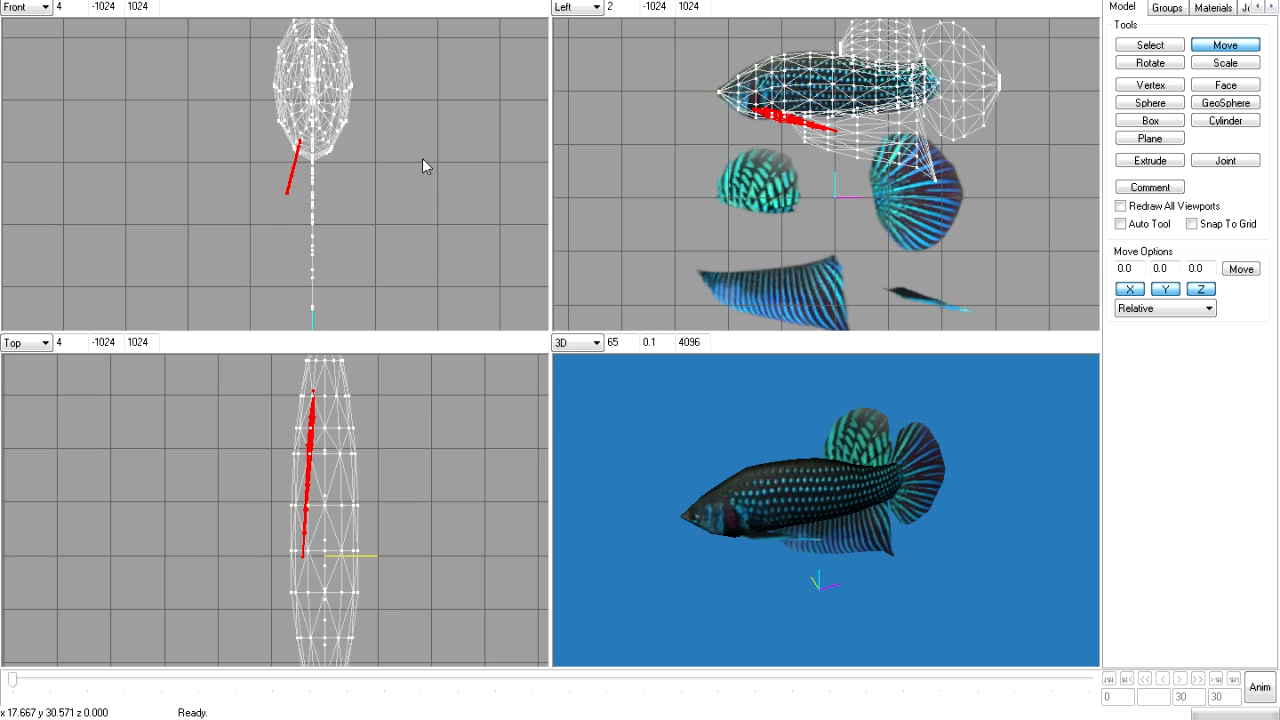 Front 4 -1024 1024
Left 2 -1024 1024
Model Groups Materials
Tools
Select Move
Rotate Scale
Vertex Face
Sphere GeoSphere
Box Cylinder
Plane
Extrude Joint
Comment
Redraw All Viewports
Auto Tool Snap To Grid
Move Options
0.0 0.0 0.0 Move
X Y Z
Relative
Top 4 -1024 1024
3D 65 0.1 4096
0 30 30
Anim
x 17.667 y 30.571 z 0.000 Ready.